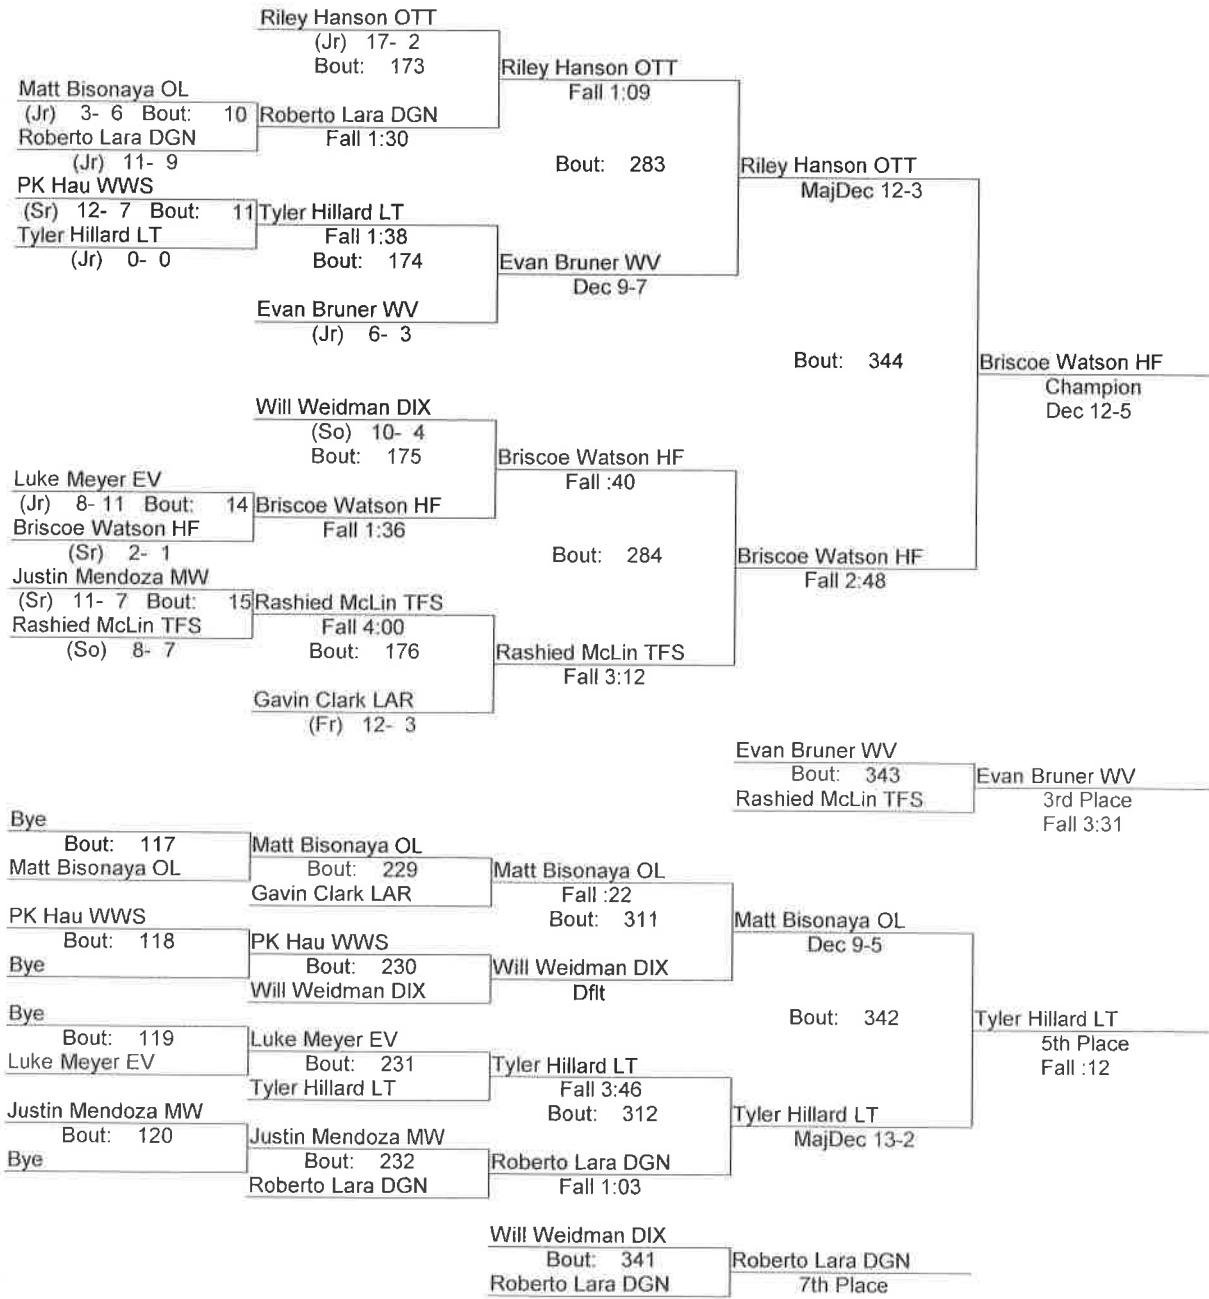 Riley Hanson OTT
(Jr) 17- 2
Bout: 173
Riley Hanson OTT
Fall 1:09
Matt Bisonaya OL
(Jr) 3- 6 Bout: 10
Roberto Lara DGN
Roberto Lara DGN
Fall 1:30
(Jr) 11- 9
Bout: 283
Riley Hanson OTT
MajDec 12-3
PK Hau WWS
(Sr) 12- 7 Bout: 11
Tyler Hillard LT
Tyler Hillard LT
Fall 1:38
(Jr) 0- 0
Bout: 174
Evan Bruner WV
Dec 9-7
Evan Bruner WV
(Jr) 6- 3
Bout: 344
Briscoe Watson HF
Champion
Dec 12-5
Will Weidman DIX
(So) 10- 4
Bout: 175
Briscoe Watson HF
Fall :40
Luke Meyer EV
(Jr) 8- 11 Bout: 14
Briscoe Watson HF
Briscoe Watson HF
Fall 1:36
(Sr) 2- 1
Bout: 284
Briscoe Watson HF
Fall 2:48
Justin Mendoza MW
(Sr) 11- 7 Bout: 15
Rashied McLin TFS
Rashied McLin TFS
Fall 4:00
(So) 8- 7
Bout: 176
Rashied McLin TFS
Fall 3:12
Gavin Clark LAR
(Fr) 12- 3
Evan Bruner WV
Bout: 343
Rashied McLin TFS
Evan Bruner WV
3rd Place
Fall 3:31
Bye
Bout: 117
Matt Bisonaya OL
Matt Bisonaya OL
Bout: 229
Gavin Clark LAR
Matt Bisonaya OL
Fall :22
Bout: 311
Matt Bisonaya OL
Dec 9-5
PK Hau WWS
Bout: 118
Bye
PK Hau WWS
Bout: 230
Will Weidman DIX
Will Weidman DIX
Dflt
Bout: 342
Tyler Hillard LT
5th Place
Fall :12
Bye
Bout: 119
Luke Meyer EV
Luke Meyer EV
Bout: 231
Tyler Hillard LT
Tyler Hillard LT
Fall 3:46
Bout: 312
Tyler Hillard LT
MajDec 13-2
Justin Mendoza MW
Bout: 120
Bye
Justin Mendoza MW
Bout: 232
Roberto Lara DGN
Roberto Lara DGN
Fall 1:03
Will Weidman DIX
Bout: 341
Roberto Lara DGN
Roberto Lara DGN
7th Place